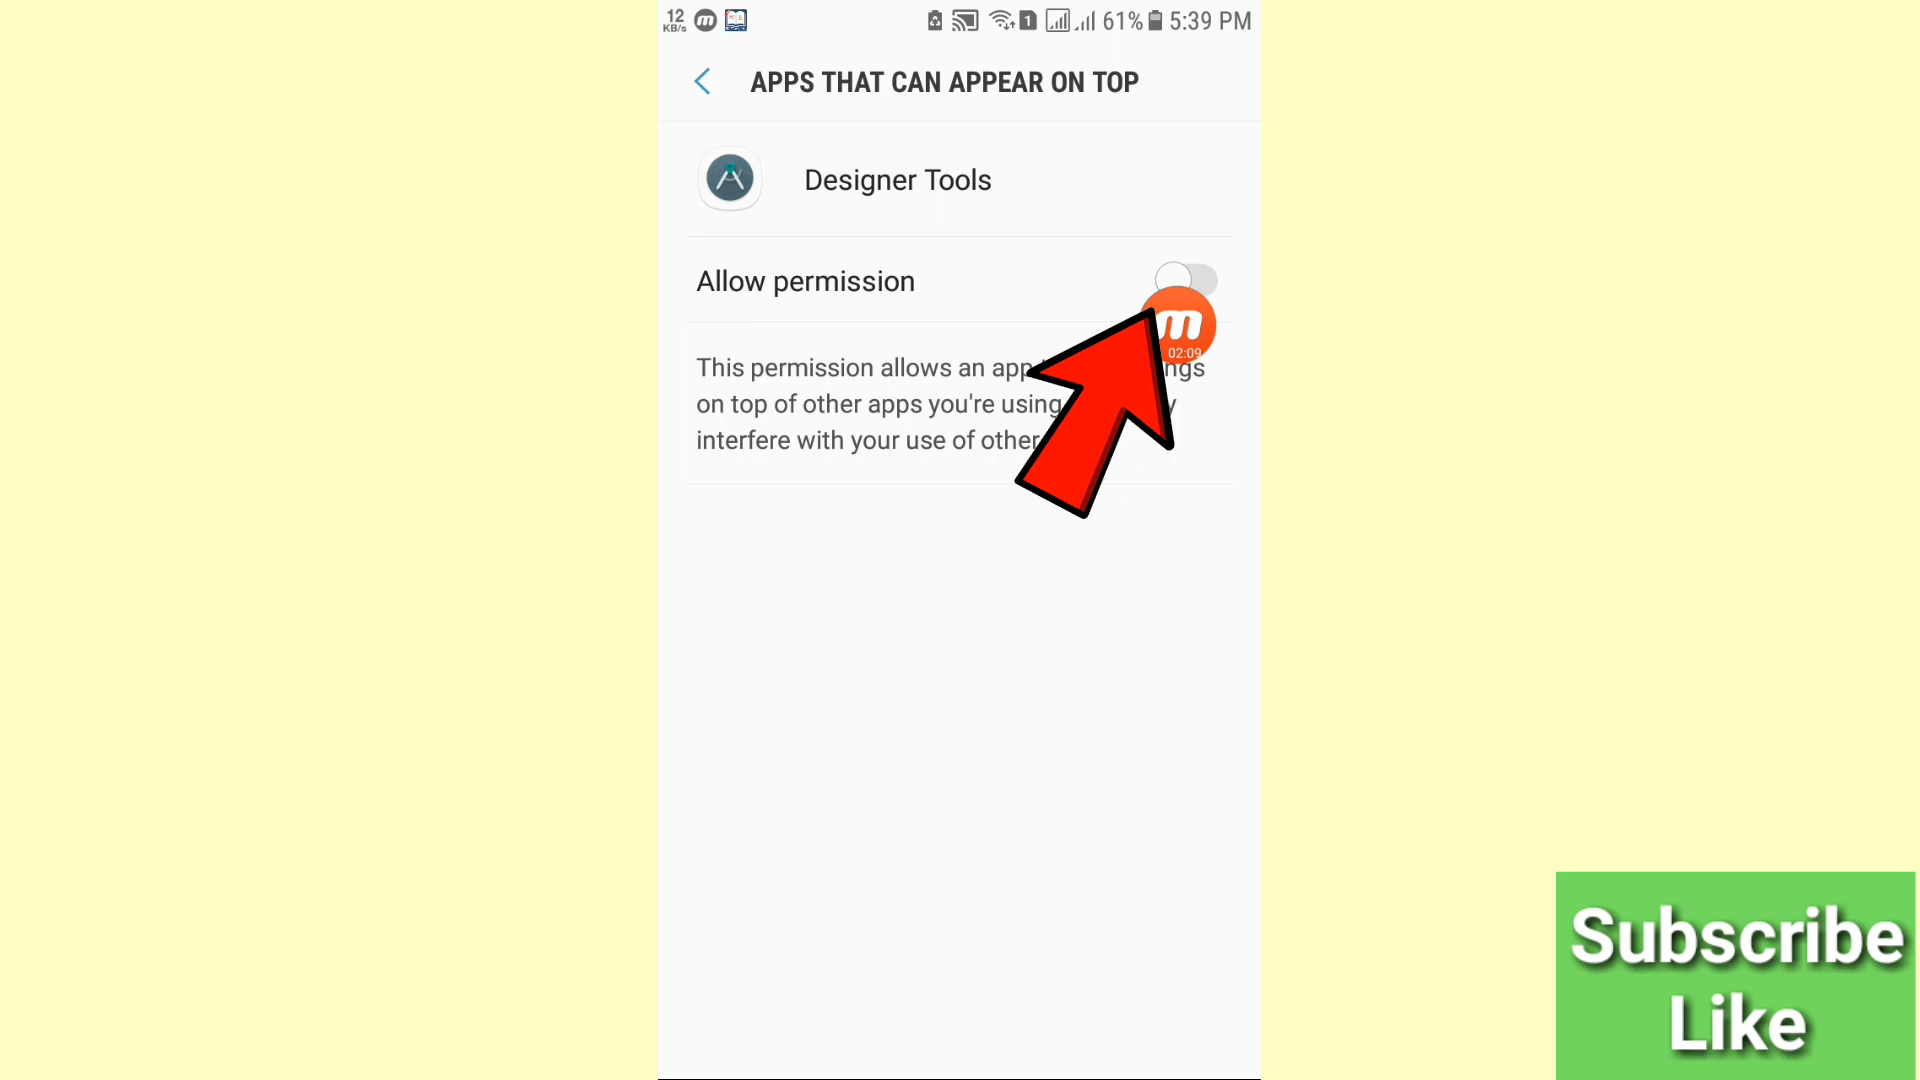 12
KB/s
m
1
61%
5:39 PM
APPS THAT CAN APPEAR ON TOP
Designer Tools
Allow permission
m
02:09
This permission allows an app ngs
on top of other apps you're using y
interfere with your use of other
Subscribe
Like